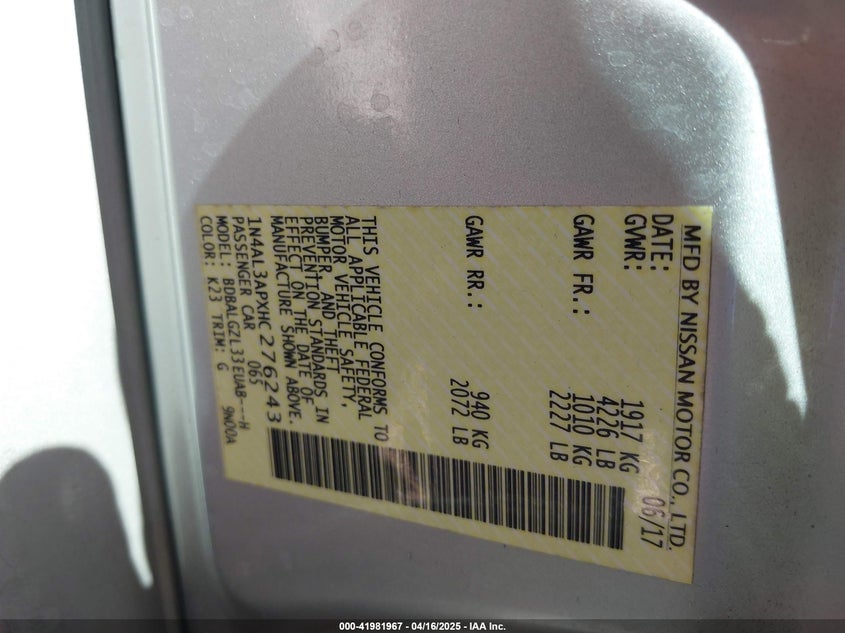 MFD BY NISSAN MOTOR CO., LTD.
DATE: 06/17
GVWR: 1917 KG
4226 LB
GAWR FR.: 1010 KG
2227 LB
GAWR RR.: 940 KG
2072 LB
THIS VEHICLE CONFORMS TO
ALL APPLICABLE FEDERAL
MOTOR VEHICLE SAFETY,
BUMPER, AND THEFT
PREVENTION STANDARDS IN
EFFECT ON THE DATE OF
MANUFACTURE SHOWN ABOVE.
1N4AL3APXHC276243
PASSENGER CAR 065
MODEL: BDBALGZL33EUAB---H
COLOR: K23 TRIM: G 9N00A
000-41981967 - 04/16/2025 - IAA Inc.